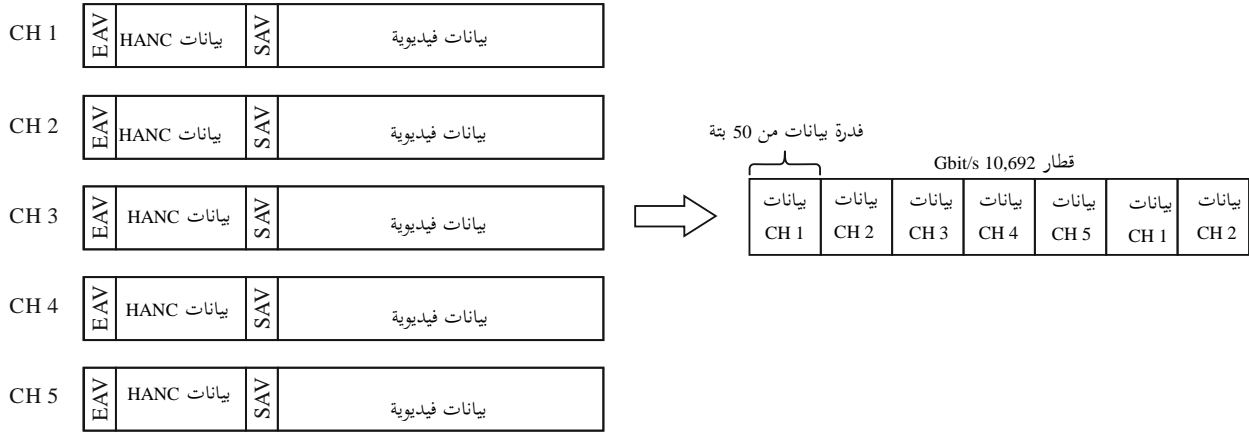 CH 1
EAV
بيانات HANC
SAV
بيانات فيديوية
CH 2
EAV
بيانات HANC
SAV
بيانات فيديوية
CH 3
EAV
بيانات HANC
SAV
بيانات فيديوية
CH 4
EAV
بيانات HANC
SAV
بيانات فيديوية
CH 5
EAV
بيانات HANC
SAV
بيانات فيديوية
فدرة بيانات من 50 بتة
قطار 10,692 Gbit/s
بيانات
CH 1
بيانات
CH 2
بيانات
CH 3
بيانات
CH 4
بيانات
CH 5
بيانات
CH 1
بيانات
CH 2